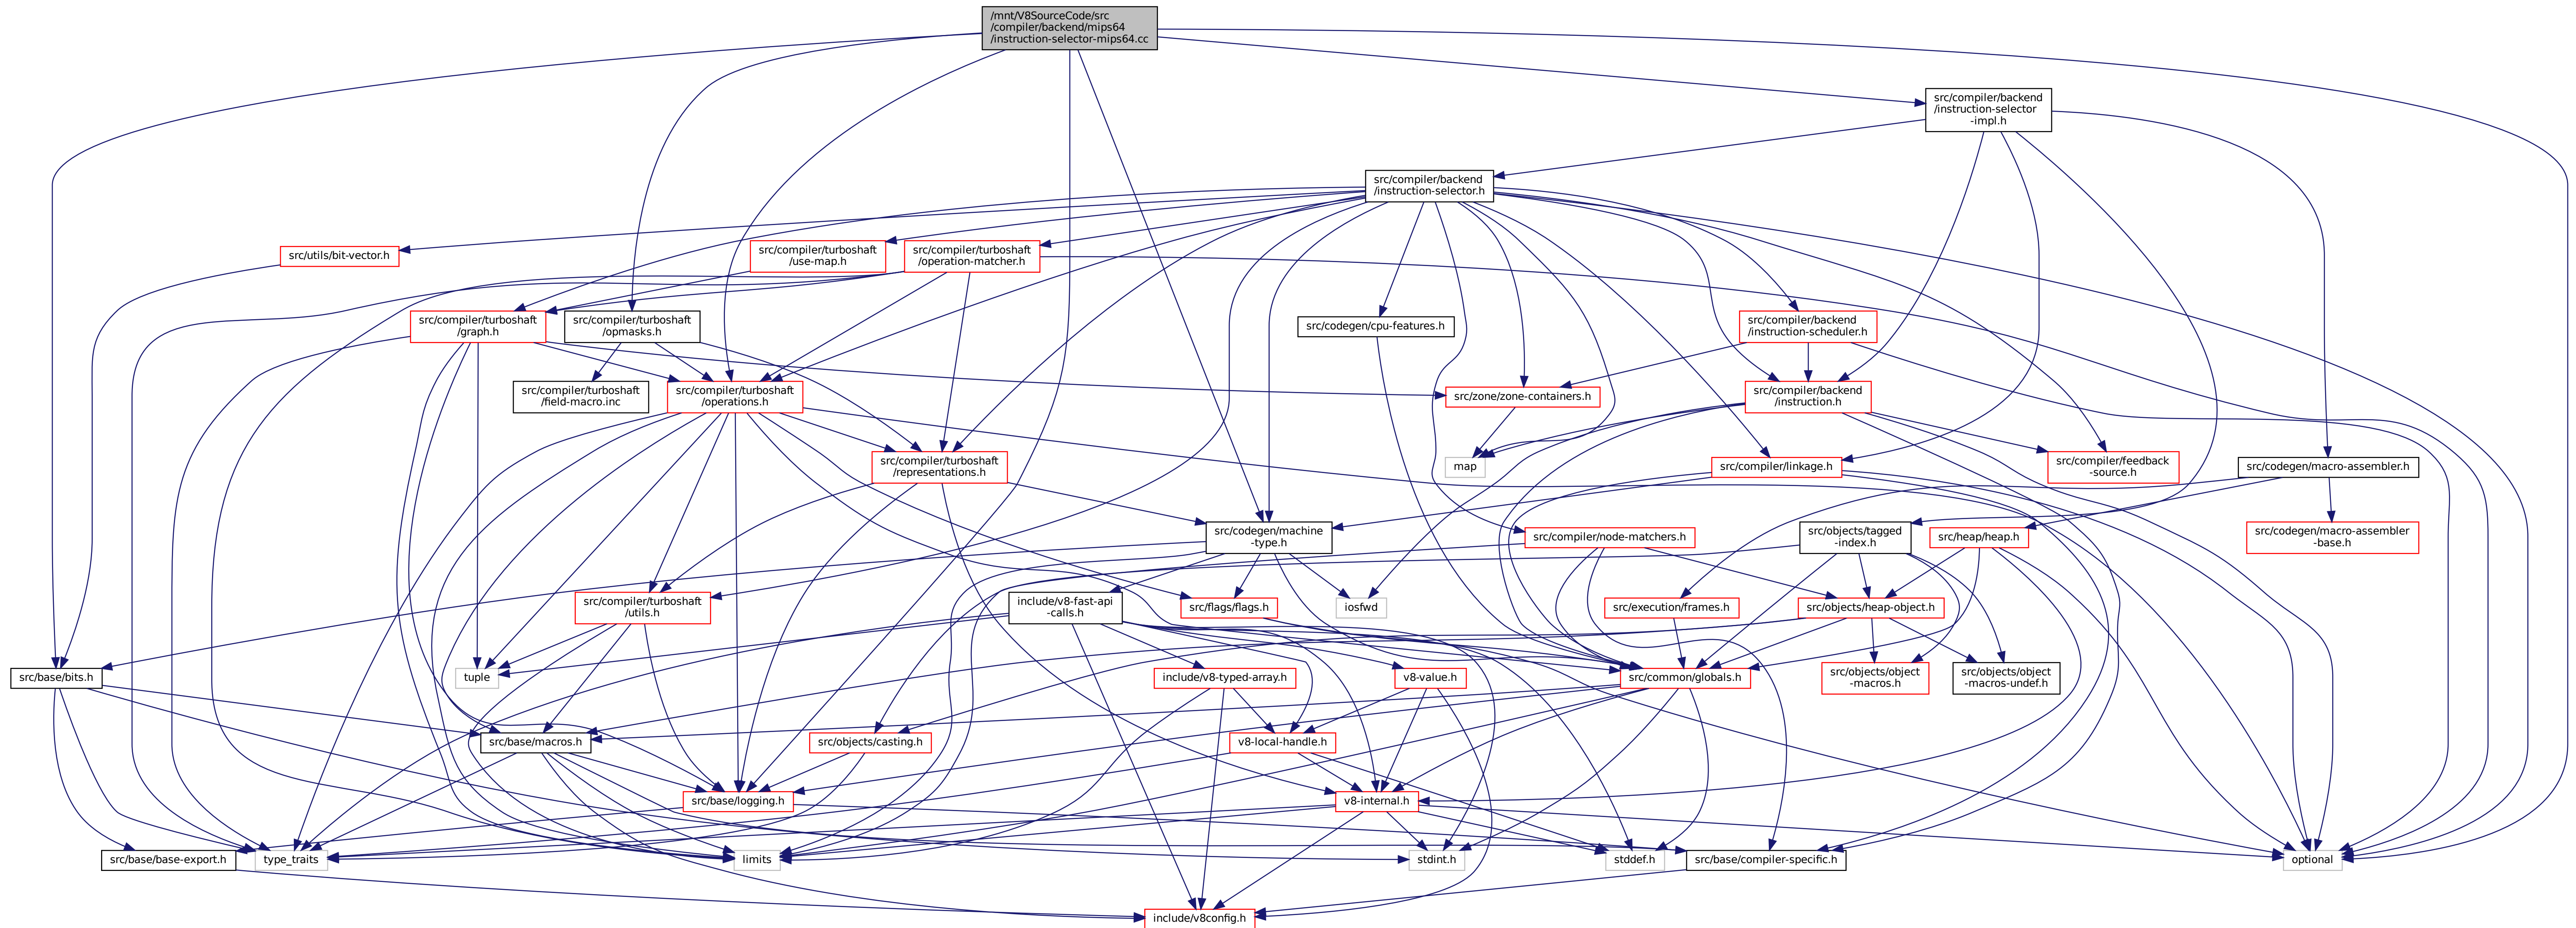 /mnt/V8SourceCode/src
/compiler/backend/mips64
/instruction-selector-mips64.cc
src/compiler/backend
/instruction-selector
-impl.h
src/compiler/backend
/instruction-selector.h
src/utils/bit-vector.h
src/compiler/turboshaft
/use-map.h
src/compiler/turboshaft
/operation-matcher.h
src/compiler/turboshaft
/graph.h
src/compiler/turboshaft
/opmasks.h
src/codegen/cpu-features.h
src/compiler/backend
/instruction-scheduler.h
src/compiler/turboshaft
/field-macro.inc
src/compiler/turboshaft
/operations.h
src/zone/zone-containers.h
src/compiler/backend
/instruction.h
src/compiler/turboshaft
/representations.h
map
src/compiler/linkage.h
src/compiler/feedback
-source.h
src/codegen/macro-assembler.h
src/codegen/machine
-type.h
src/compiler/node-matchers.h
src/objects/tagged
-index.h
src/heap/heap.h
src/codegen/macro-assembler
-base.h
src/compiler/turboshaft
/utils.h
include/v8-fast-api
-calls.h
src/flags/flags.h
iosfwd
src/execution/frames.h
src/objects/heap-object.h
src/base/bits.h
tuple
include/v8-typed-array.h
v8-value.h
src/common/globals.h
src/objects/object
-macros.h
src/objects/object
-macros-undef.h
src/base/macros.h
src/objects/casting.h
v8-local-handle.h
src/base/logging.h
v8-internal.h
src/base/base-export.h
type_traits
limits
stdint.h
stddef.h
src/base/compiler-specific.h
optional
include/v8config.h